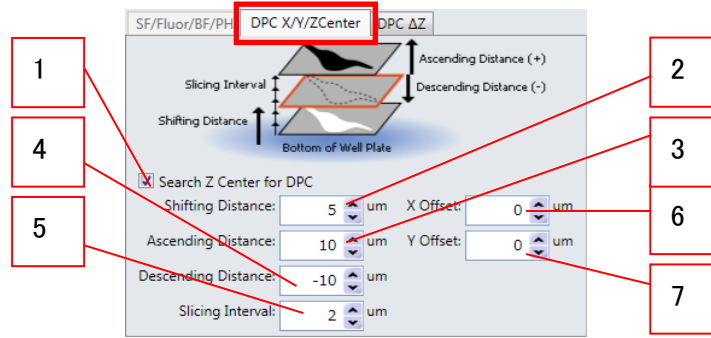 SF/Fluor/BF/PH DPC X/Y/ZCenter DPC ΔZ
Ascending Distance (+)
Slicing Interval
Descending Distance (-)
Shifting Distance
Bottom of Well Plate
Search Z Center for DPC
Shifting Distance: 5 um X Offset: 0 um
Ascending Distance: 10 um Y Offset: 0 um
Descending Distance: -10 um
Slicing Interval: 2 um
1
4
5
2
3
6
7